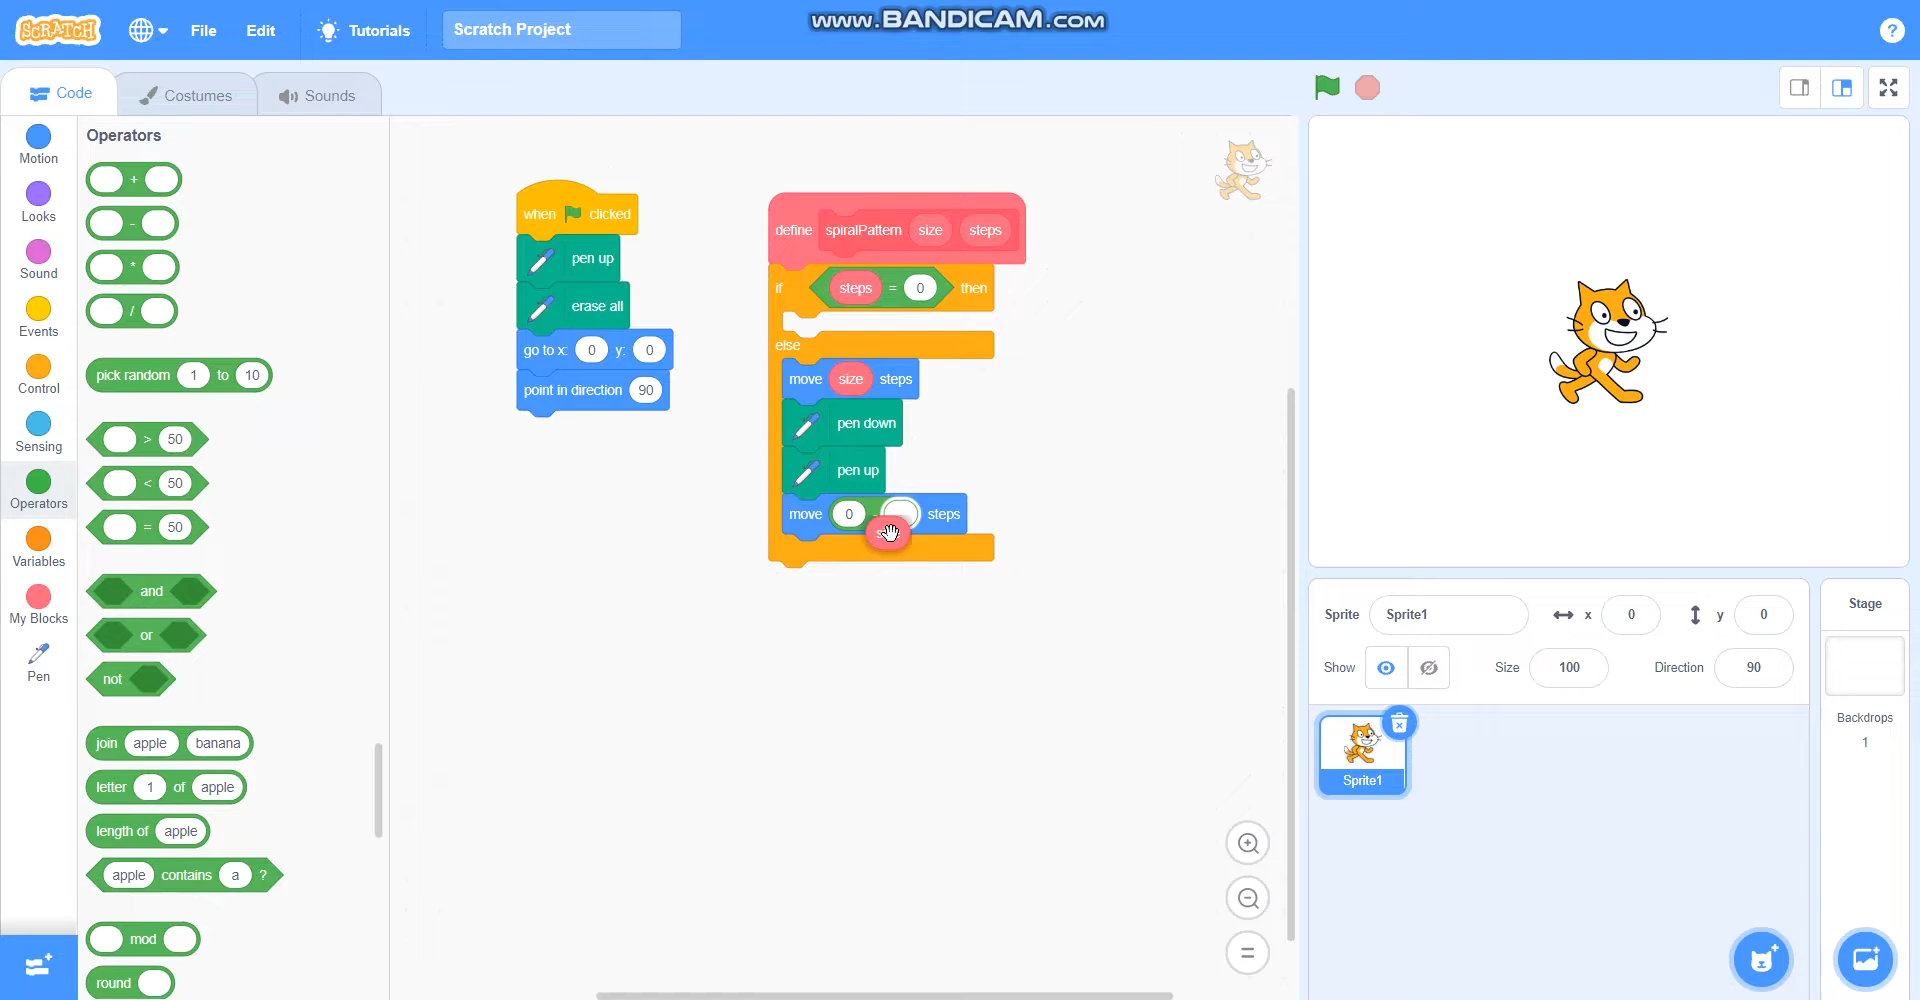 SCRATCH
File
Edit
Tutorials
Scratch Project
www.BANDICAM.com
?
Code
Costumes
Sounds
Motion
Looks
Sound
Events
Control
Sensing
Operators
Variables
My Blocks
Pen
Operators
+
-
*
/
pick random 1 to 10
> 50
< 50
= 50
and
or
not
join apple banana
letter 1 of apple
length of apple
apple contains a ?
mod
round
when clicked
pen up
erase all
go to x: 0 y: 0
point in direction 90
define spiralPattern size steps
if steps = 0 then
else
move size steps
pen down
pen up
move 0 - steps
Sprite Sprite1 x 0 y 0
Show Size 100 Direction 90
Sprite1
Stage
Backdrops
1